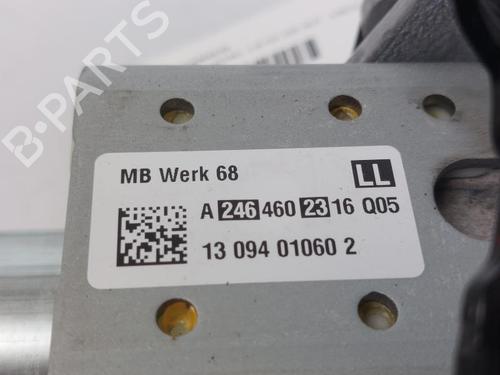 B-PARTS
MB Werk 68
LL
A 246 460 23 16 Q05
13 094 01060 2